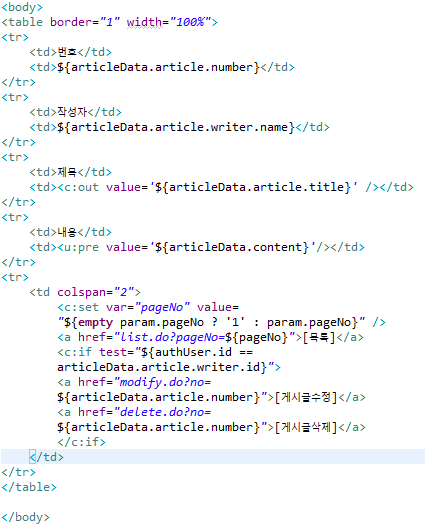 <body>
<table border="1" width="100%">
<tr>
    <td>번호</td>
    <td>${articleData.article.number}</td>
</tr>
<tr>
    <td>작성자</td>
    <td>${articleData.article.writer.name}</td>
</tr>
<tr>
    <td>제목</td>
    <td><c:out value='${articleData.article.title}' /></td>
</tr>
<tr>
    <td>내용</td>
    <td><u:pre value='${articleData.content}'/></td>
</tr>
<tr>
    <td colspan="2">
        <c:set var="pageNo" value=
        "${empty param.pageNo ? '1' : param.pageNo}" />
        <a href="list.do?pageNo=${pageNo}">[목록]</a>
        <c:if test="${authUser.id ==
        articleData.article.writer.id}">
        <a href="modify.do?no=
        ${articleData.article.number}">[게시글수정]</a>
        <a href="delete.do?no=
        ${articleData.article.number}">[게시글삭제]</a>
        </c:if>
    </td>
</tr>
</table>

</body>